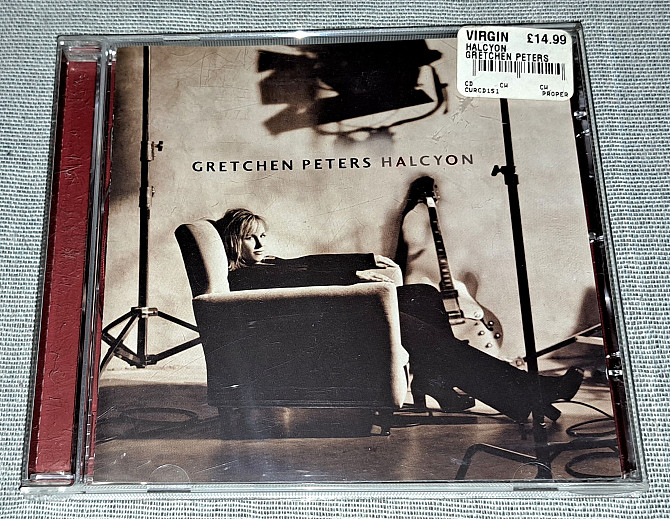 VIRGIN £14.99
HALCYON
GRETCHEN PETERS
CD CW CW
CURCD151 PROPER
GRETCHEN PETERS HALCYON